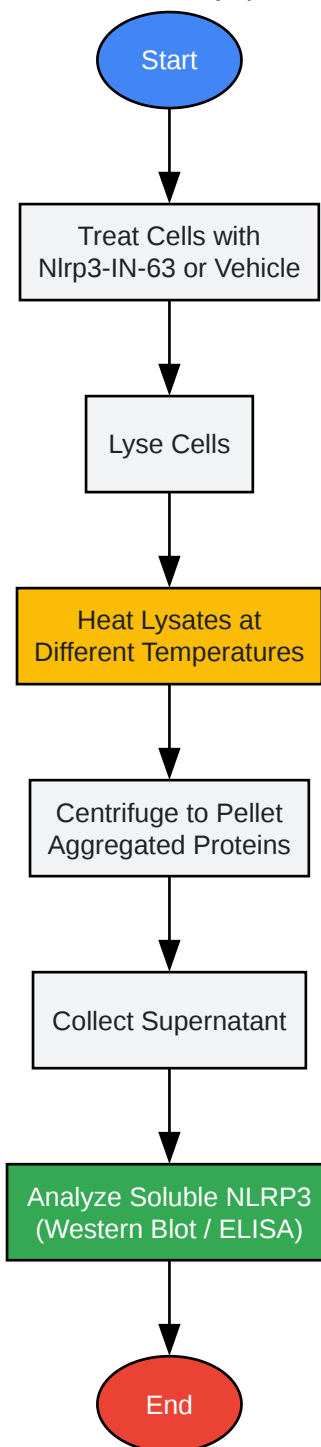 Start
Treat Cells with
Nlrp3-IN-63 or Vehicle
Lyse Cells
Heat Lysates at
Different Temperatures
Centrifuge to Pellet
Aggregated Proteins
Collect Supernatant
Analyze Soluble NLRP3
(Western Blot / ELISA)
End